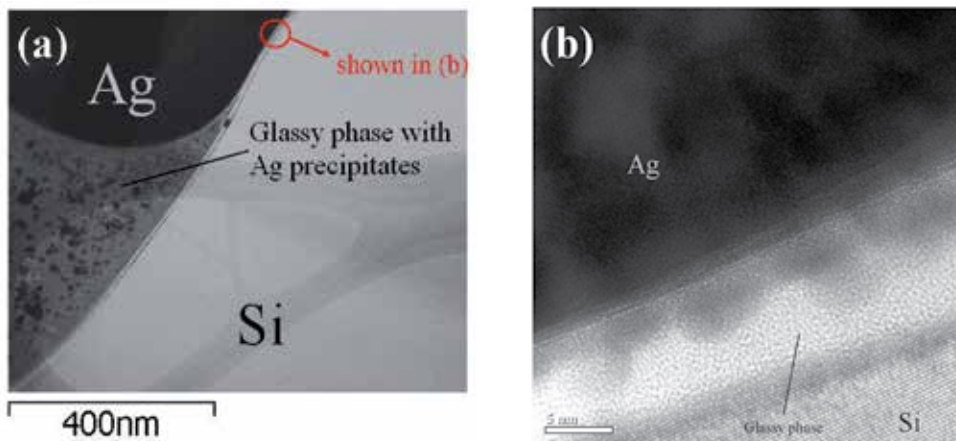 (a)
Ag
shown in (b)
Glassy phase with
Ag precipitates
Si
400nm
(b)
Ag
5 nm
Glassy phase
Si